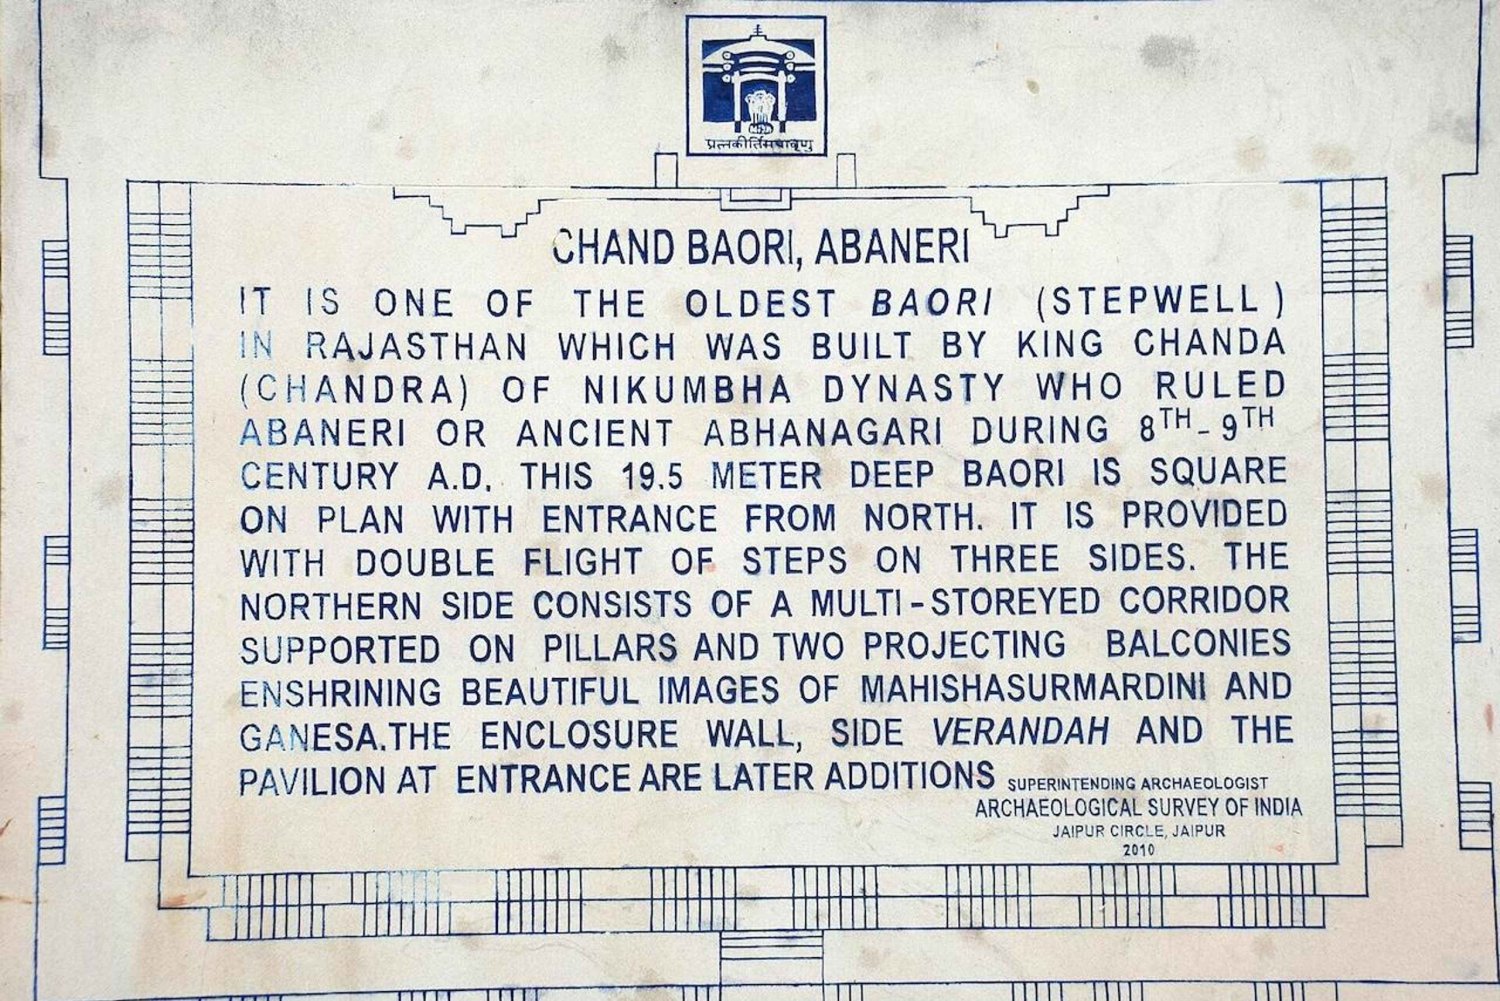 प्रत्नकीर्तिमपावृणु
CHAND BAORI, ABANERI
IT IS ONE OF THE OLDEST BAORI (STEPWELL )
IN RAJASTHAN WHICH WAS BUILT BY KING CHANDA
(CHANDRA) OF NIKUMBHA DYNASTY WHO RULED
ABANERI OR ANCIENT ABHANAGARI DURING 8TH-9TH
CENTURY A.D. THIS 19.5 METER DEEP BAORI IS SQUARE
ON PLAN WITH ENTRANCE FROM NORTH. IT IS PROVIDED
WITH DOUBLE FLIGHT OF STEPS ON THREE SIDES. THE
NORTHERN SIDE CONSISTS OF A MULTI-STOREYED CORRIDOR
SUPPORTED ON PILLARS AND TWO PROJECTING BALCONIES
ENSHRINING BEAUTIFUL IMAGES OF MAHISHASURMARDINI AND
GANESA.THE ENCLOSURE WALL, SIDE VERANDAH AND THE
PAVILION AT ENTRANCE ARE LATER ADDITIONS
SUPERINTENDING ARCHAEOLOGIST
ARCHAEOLOGICAL SURVEY OF INDIA
JAIPUR CIRCLE, JAIPUR
2010